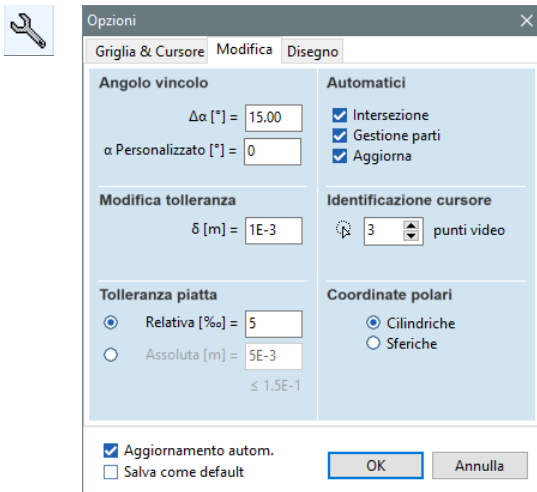 Opzioni
Griglia & Cursore Modifica Disegno
Angolo vincolo
Δα [°] = 15.00
α Personalizzato [°] = 0
Automatici
Intersezione
Gestione parti
Aggiorna
Modifica tolleranza
δ [m] = 1E-3
Identificazione cursore
3 punti video
Tolleranza piatta
Relativa [‰] = 5
Assoluta [m] = 5E-3
≤ 1.5E-1
Coordinate polari
Cilindriche
Sferiche
Aggiornamento autom.
Salva come default
OK Annulla